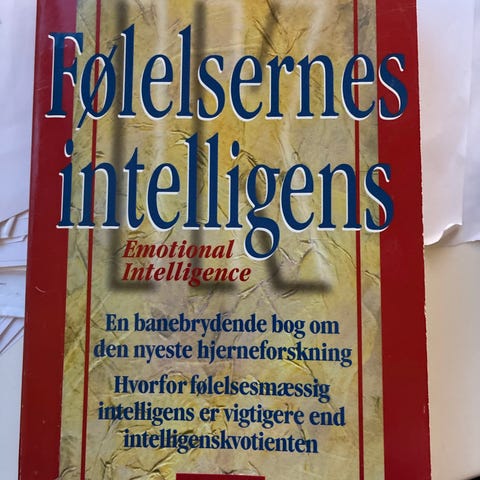 Følelsernes
intelligens
Emotional
Intelligence
En banebrydende bog om
den nyeste hjerneforskning
Hvorfor følelsesmæssig
intelligens er vigtigere end
intelligenskvotienten